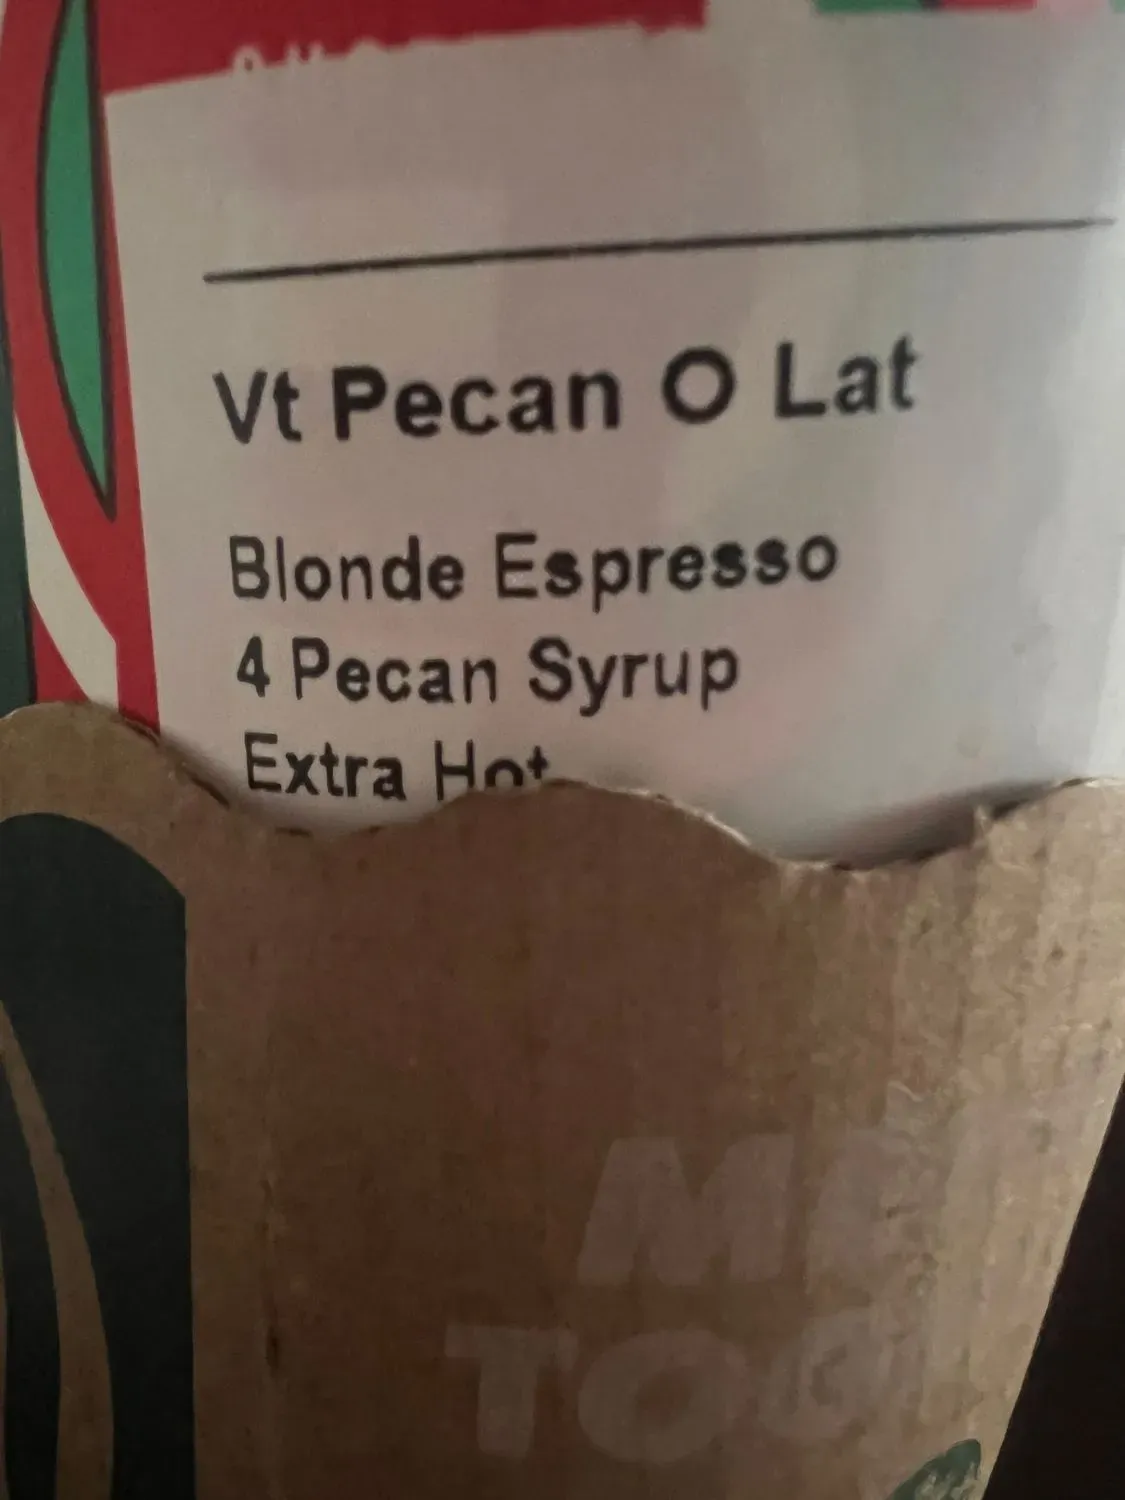 Vt Pecan O Lat
Blonde Espresso
4 Pecan Syrup
Extra Hot